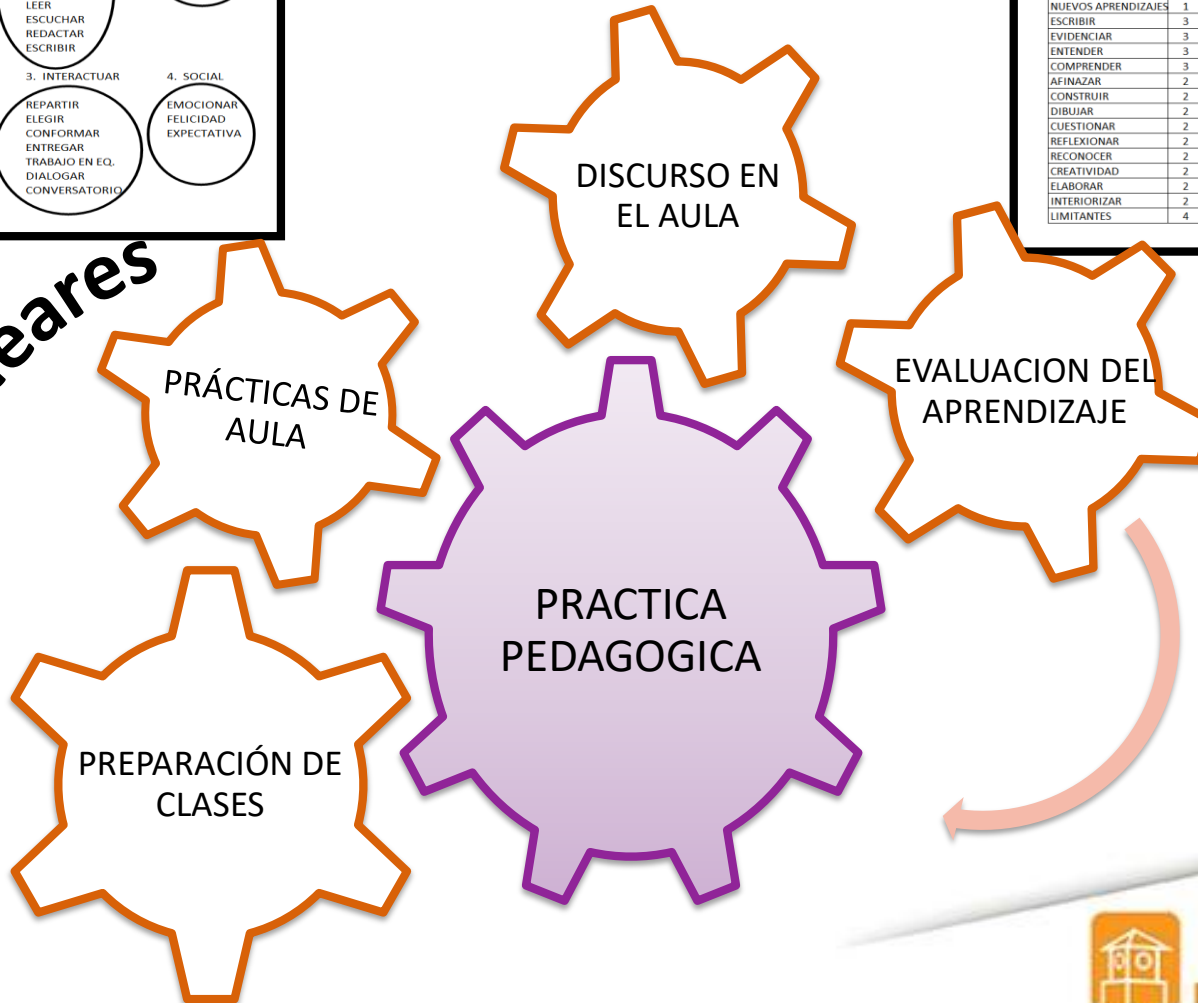 LEER
ESCUCHAR
REDACTAR
ESCRIBIR
3. INTERACTUAR
REPARTIR
ELEGIR
CONFORMAR
ENTREGAR
TRABAJO EN EQ.
DIALOGAR
CONVERSATORIO
4. SOCIAL
EMOCIONAR
FELICIDAD
EXPECTATIVA
NUEVOS APRENDIZAJES 1
ESCRIBIR 3
EVIDENCIAR 3
ENTENDER 3
COMPRENDER 3
AFINAZAR 2
CONSTRUIR 2
DIBUJAR 2
CUESTIONAR 2
REFLEXIONAR 2
RECONOCER 2
CREATIVIDAD 2
ELABORAR 2
INTERIORIZAR 2
LIMITANTES 4
DISCURSO EN
EL AULA
eares
PRÁCTICAS DE
AULA
EVALUACION DEL
APRENDIZAJE
PRACTICA
PEDAGOGICA
PREPARACIÓN DE
CLASES